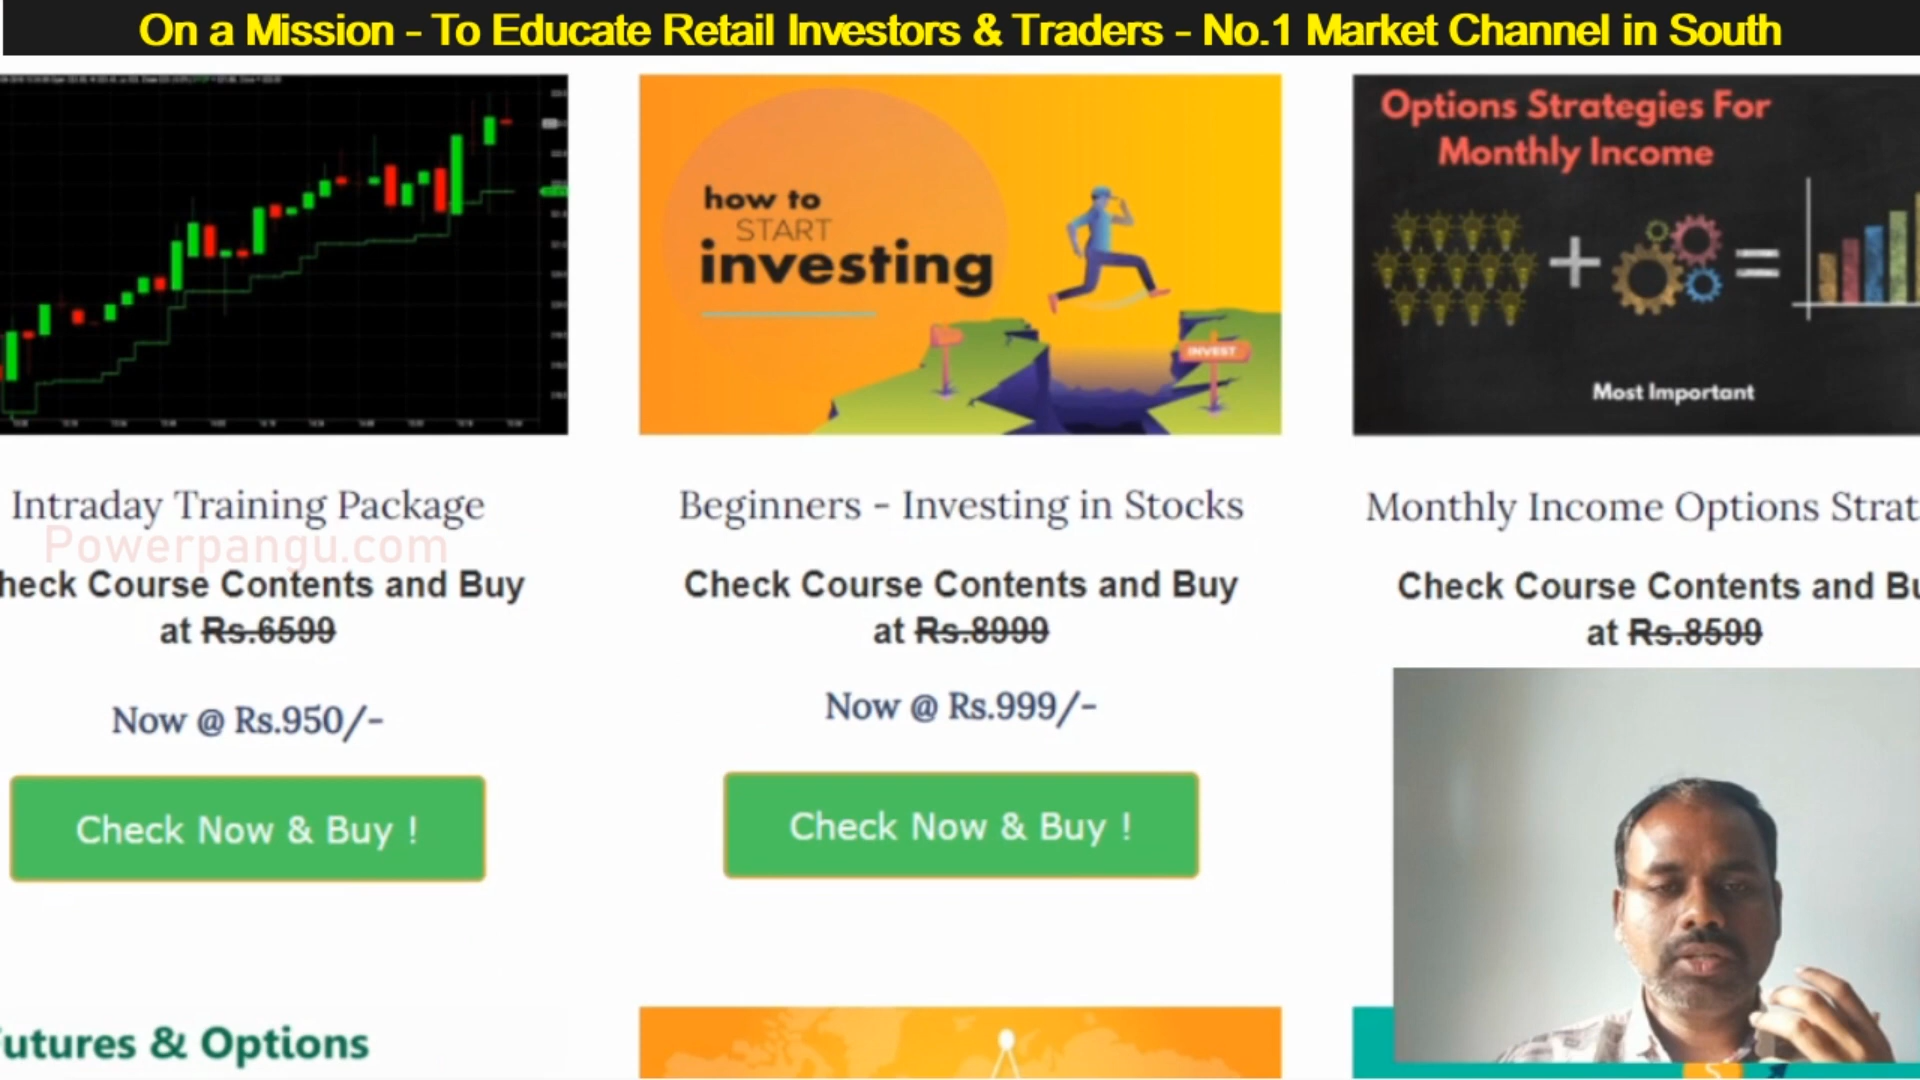 On a Mission - To Educate Retail Investors & Traders - No.1 Market Channel in South
how to
START
investing
INVEST
Options Strategies For
Monthly Income
Most Important
Intraday Training Package
Powerpangu.com
heck Course Contents and Buy
at Rs.6599
Now @ Rs.950/-
Check Now & Buy !
Beginners - Investing in Stocks
Check Course Contents and Buy
at Rs.8999
Now @ Rs.999/-
Check Now & Buy !
Monthly Income Options Strat
Check Course Contents and Bu
at Rs.8599
utures & Options